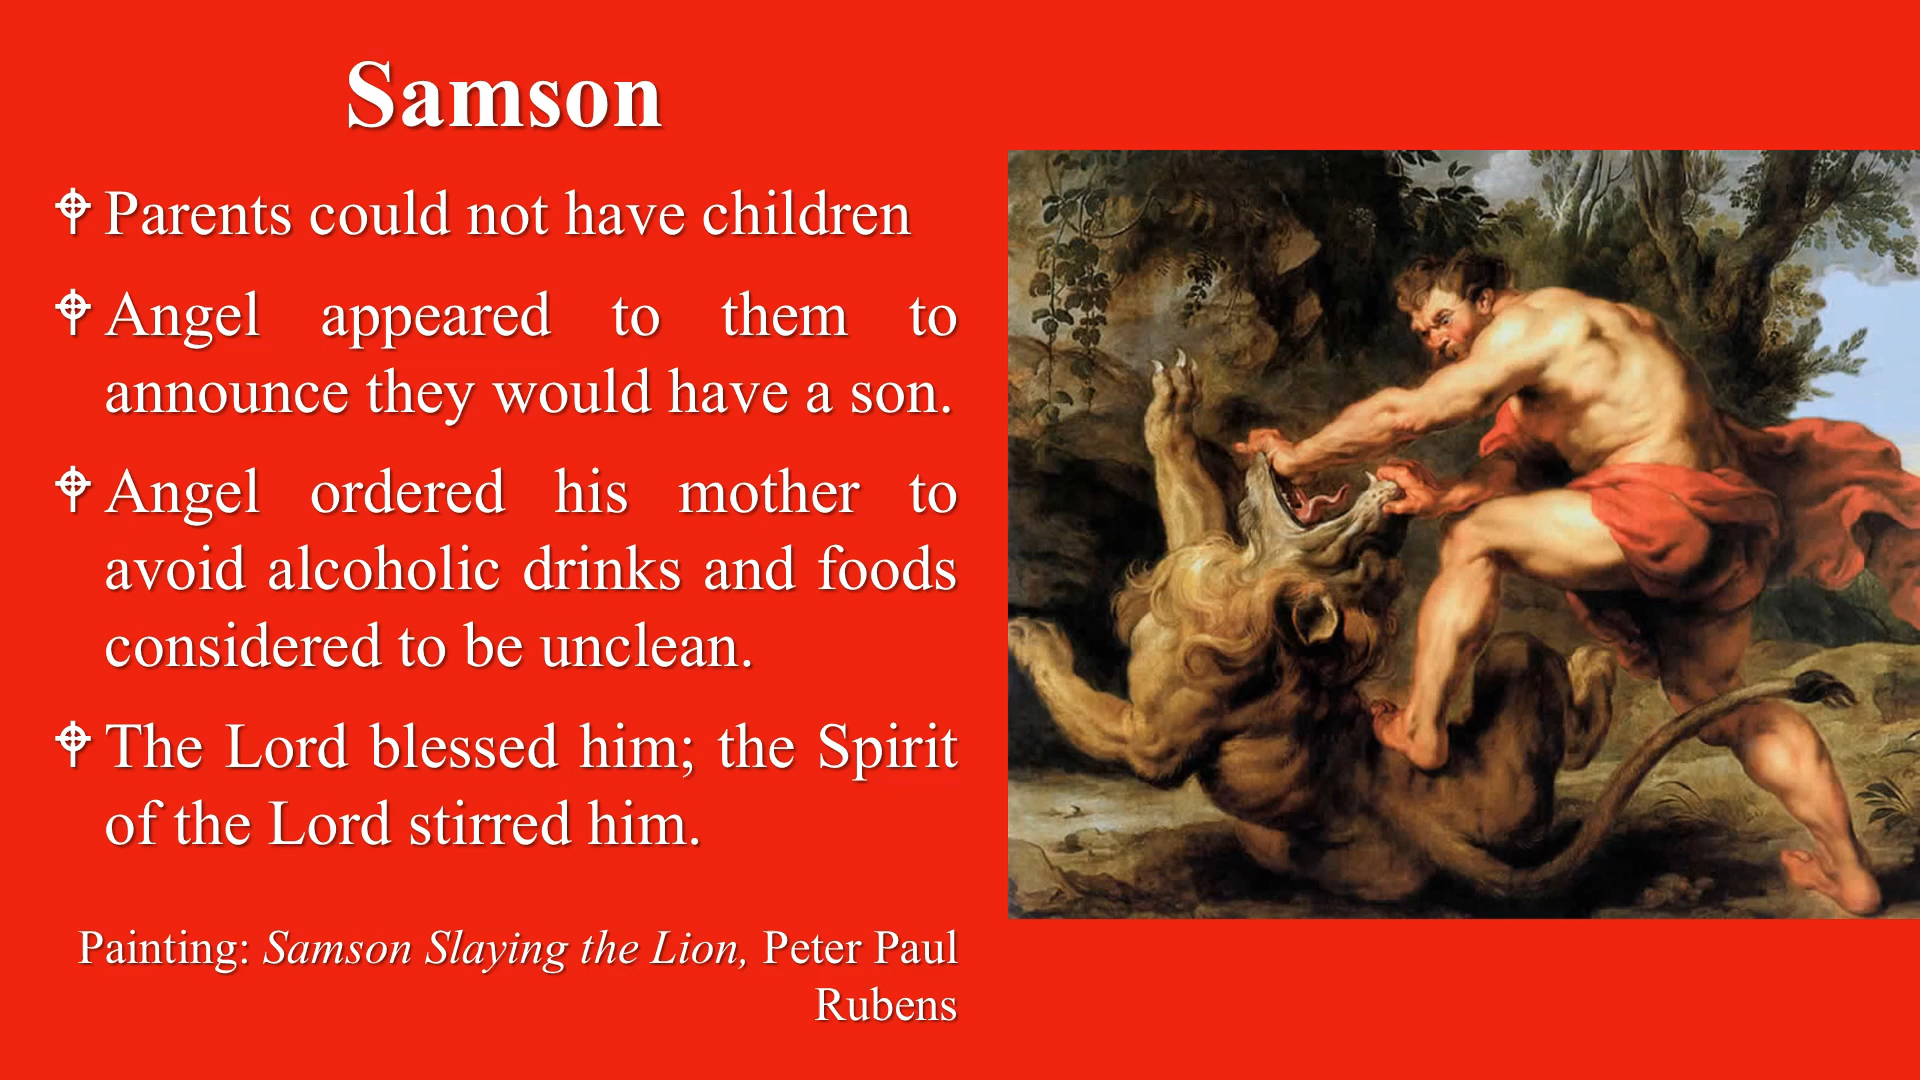 Samson
Parents could not have children
Angel appeared to them to
announce they would have a son.
Angel ordered his mother to
avoid alcoholic drinks and foods
considered to be unclean.
The Lord blessed him; the Spirit
of the Lord stirred him.
Painting: Samson Slaying the Lion, Peter Paul
Rubens